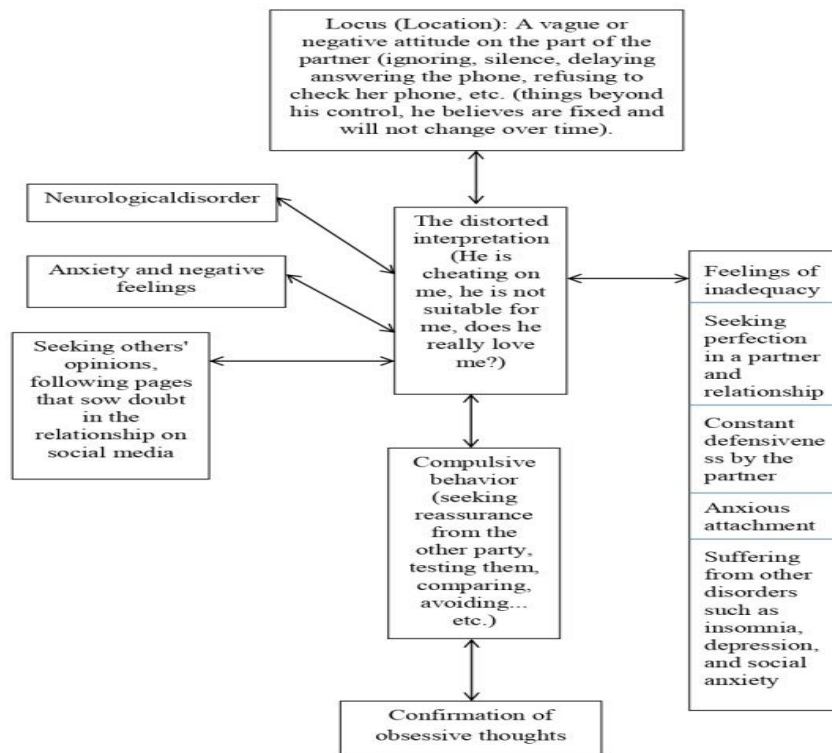 Locus (Location): A vague or
negative attitude on the part of the
partner (ignoring, silence, delaying
answering the phone, refusing to
check her phone, etc. (things beyond
his control, he believes are fixed and
will not change over time).
Neurologicaldisorder
Anxiety and negative
feelings
Seeking others'
opinions,
following pages
that sow doubt
in the
relationship on
social media
The distorted
interpretation
(He is
cheating on
me, he is not
suitable for
me, does he
really love
me?)
Feelings of
inadequacy
Seeking
perfection
in a partner
and
relationship
Constant
defensivene
ss by the
partner
Anxious
attachment
Suffering
from other
disorders
such as
insomnia,
depression,
and social
anxiety
Compulsive
behavior
(seeking
reassurance
from the
other party,
testing them,
comparing,
avoiding...
etc.)
Confirmation of
obsessive thoughts